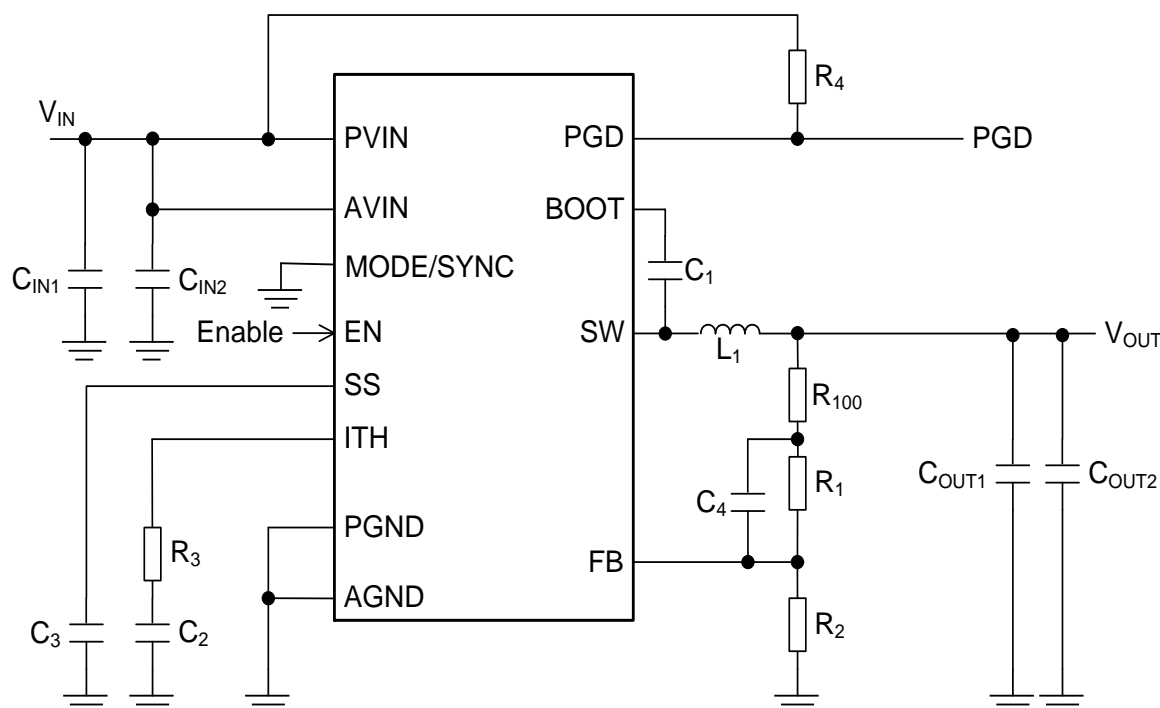 R4
VIN
PVIN
PGD
PGD
AVIN
BOOT
CIN1
CIN2
MODE/SYNC
C1
Enable
EN
SW
L1
VOUT
SS
R100
ITH
C4
R1
COUT1
COUT2
PGND
R3
FB
AGND
C3
C2
R2